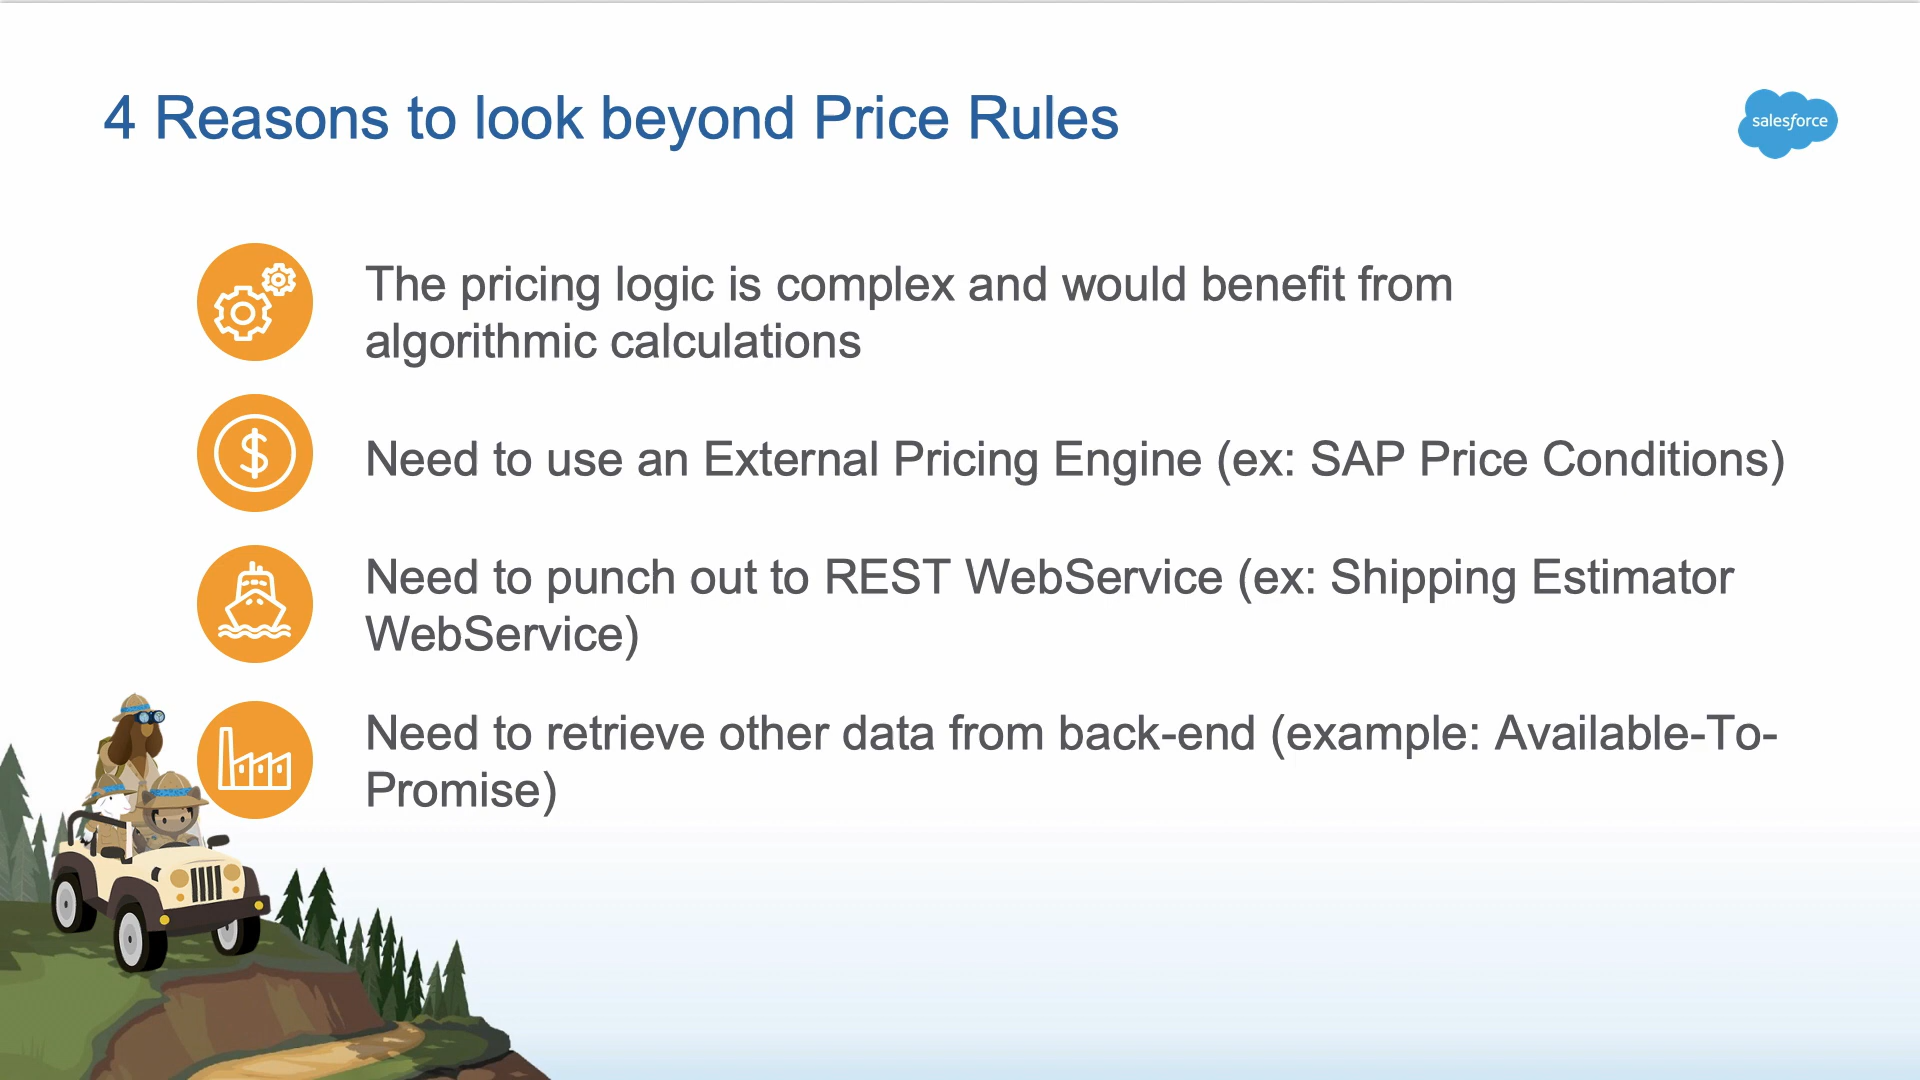 4 Reasons to look beyond Price Rules
salesforce
The pricing logic is complex and would benefit from
algorithmic calculations
Need to use an External Pricing Engine (ex: SAP Price Conditions)
Need to punch out to REST WebService (ex: Shipping Estimator
WebService)
Need to retrieve other data from back-end (example: Available-To-
Promise)